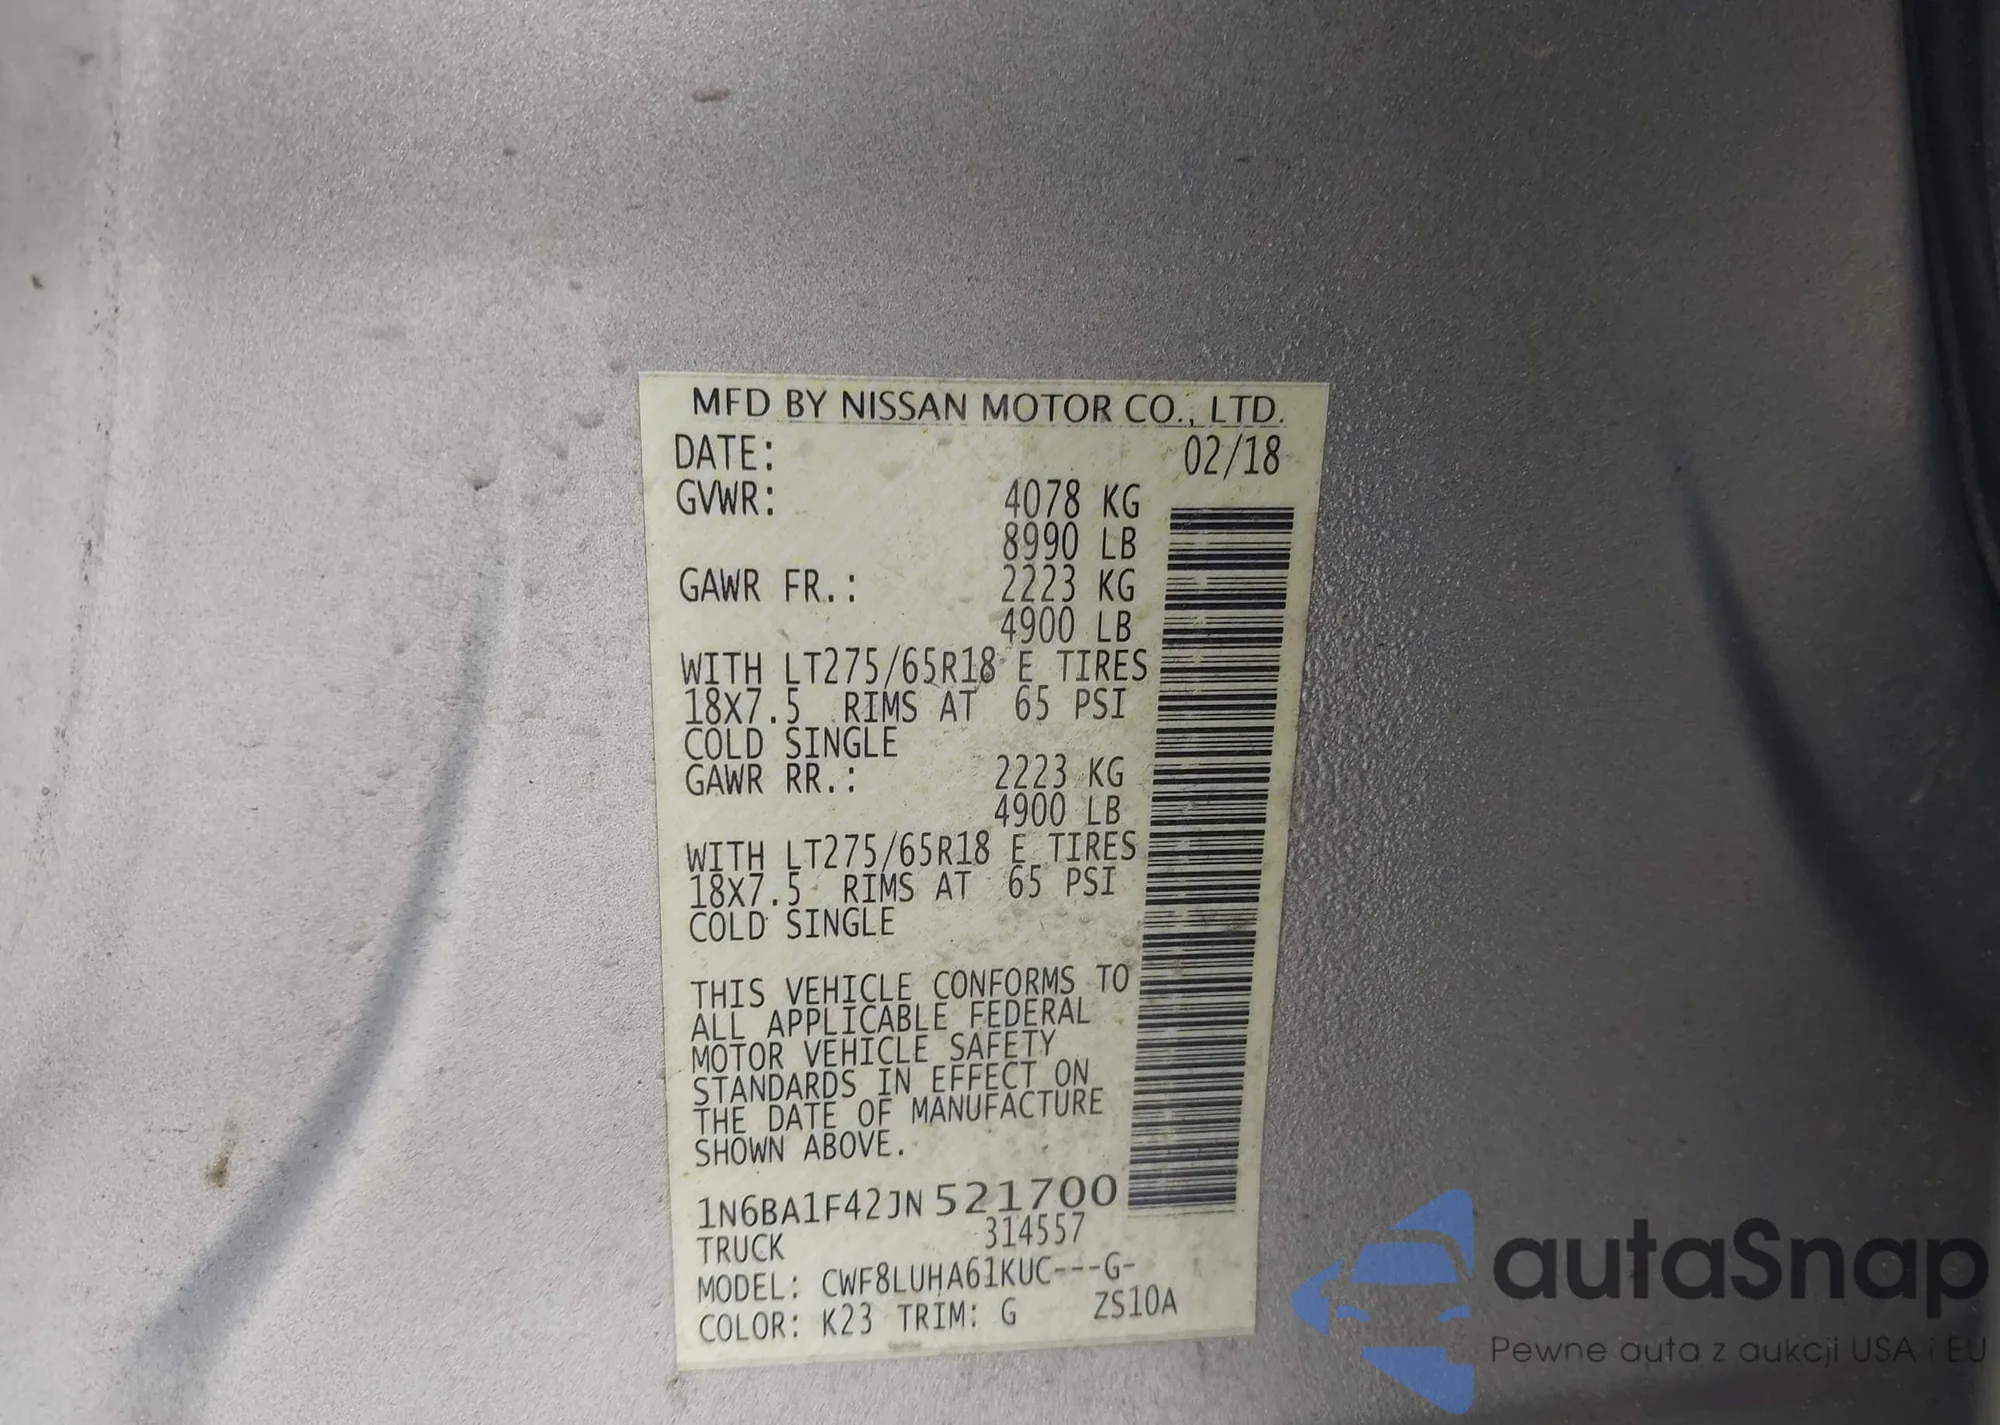 MFD BY NISSAN MOTOR CO., LTD.
DATE: 02/18
GVWR: 4078 KG
8990 LB
GAWR FR.: 2223 KG
4900 LB
WITH LT275/65R18 E TIRES
18X7.5 RIMS AT 65 PSI
COLD SINGLE
GAWR RR.: 2223 KG
4900 LB
WITH LT275/65R18 E TIRES
18X7.5 RIMS AT 65 PSI
COLD SINGLE
THIS VEHICLE CONFORMS TO
ALL APPLICABLE FEDERAL
MOTOR VEHICLE SAFETY
STANDARDS IN EFFECT ON
THE DATE OF MANUFACTURE
SHOWN ABOVE.
1N6BA1F42JN521700
TRUCK 314557
MODEL: CWF8LUHA61KUC---G-
COLOR: K23 TRIM: G ZS10A
autaSnap
Pewne auta z aukcji USA i EU